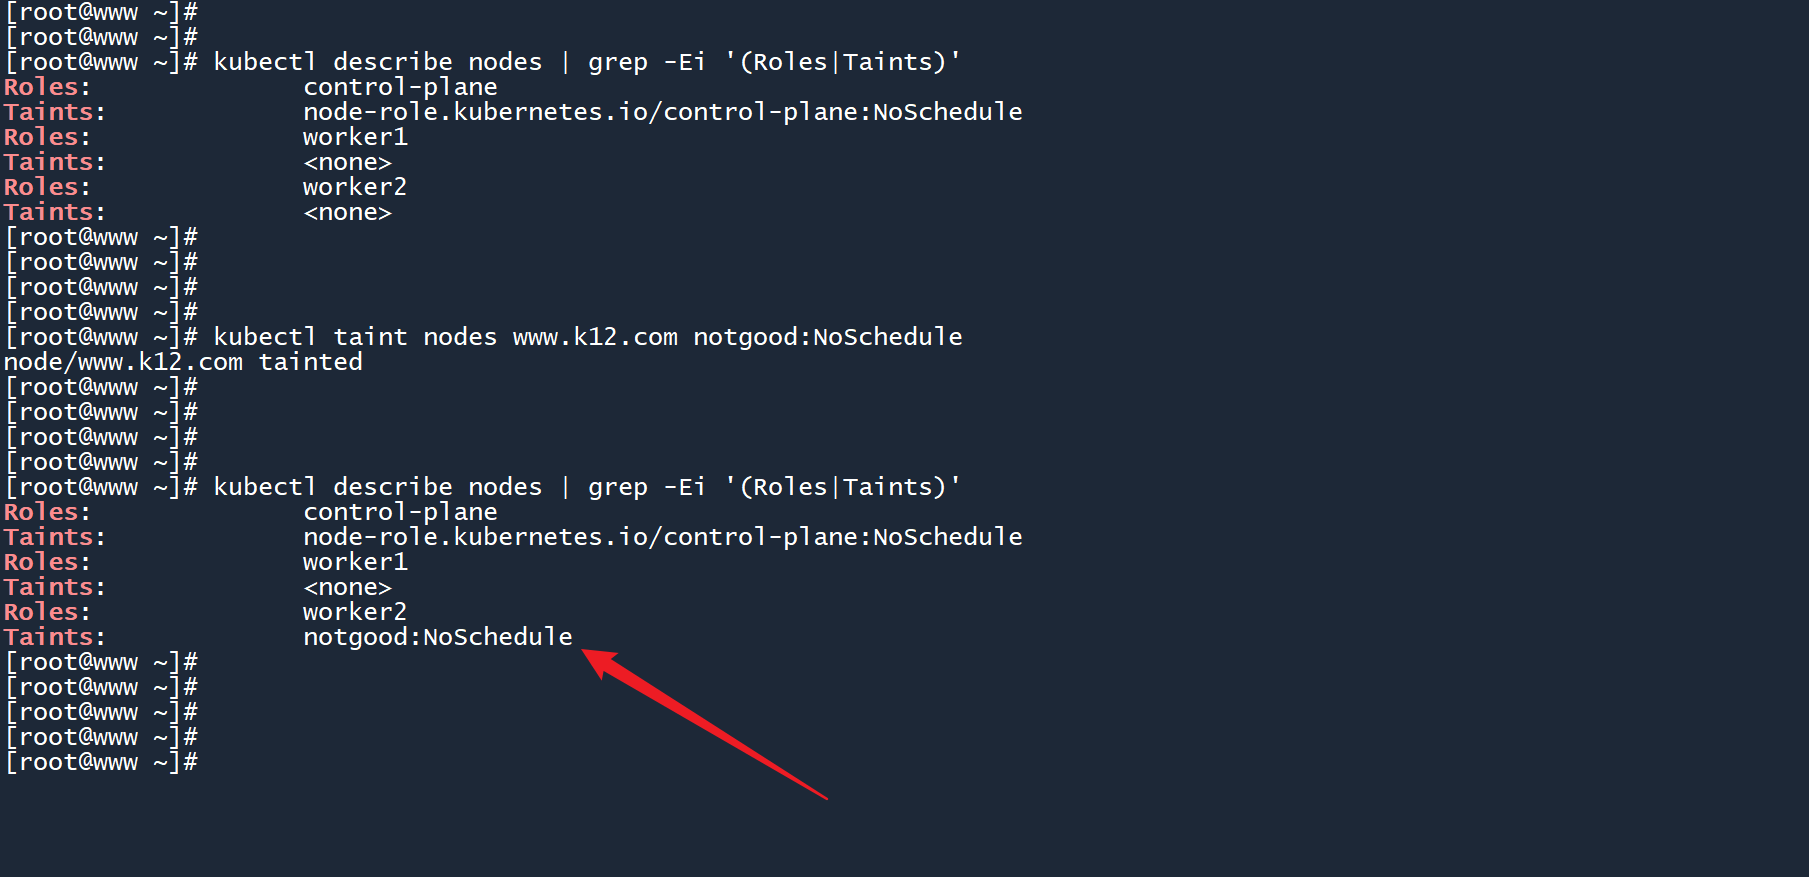 [root@www ~]#
[root@www ~]#
[root@www ~]# kubectl describe nodes | grep -Ei '(Roles|Taints)'
Roles:              control-plane
Taints:             node-role.kubernetes.io/control-plane:NoSchedule
Roles:              worker1
Taints:             <none>
Roles:              worker2
Taints:             <none>
[root@www ~]#
[root@www ~]#
[root@www ~]#
[root@www ~]#
[root@www ~]# kubectl taint nodes www.k12.com notgood:NoSchedule
node/www.k12.com tainted
[root@www ~]#
[root@www ~]#
[root@www ~]#
[root@www ~]#
[root@www ~]# kubectl describe nodes | grep -Ei '(Roles|Taints)'
Roles:              control-plane
Taints:             node-role.kubernetes.io/control-plane:NoSchedule
Roles:              worker1
Taints:             <none>
Roles:              worker2
Taints:             notgood:NoSchedule
[root@www ~]#
[root@www ~]#
[root@www ~]#
[root@www ~]#
[root@www ~]#